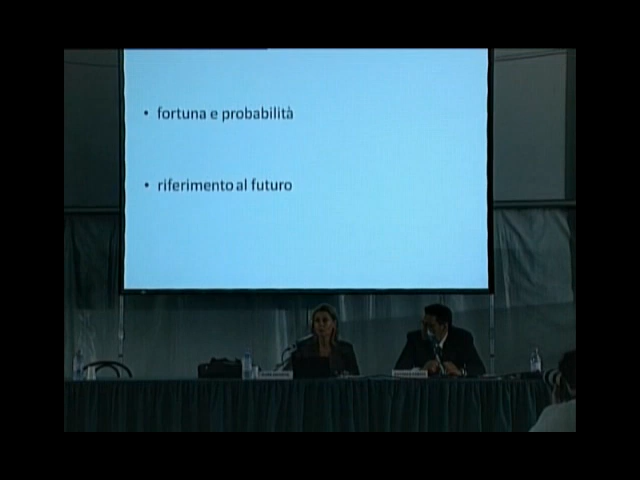 • fortuna e probabilità
• riferimento al futuro